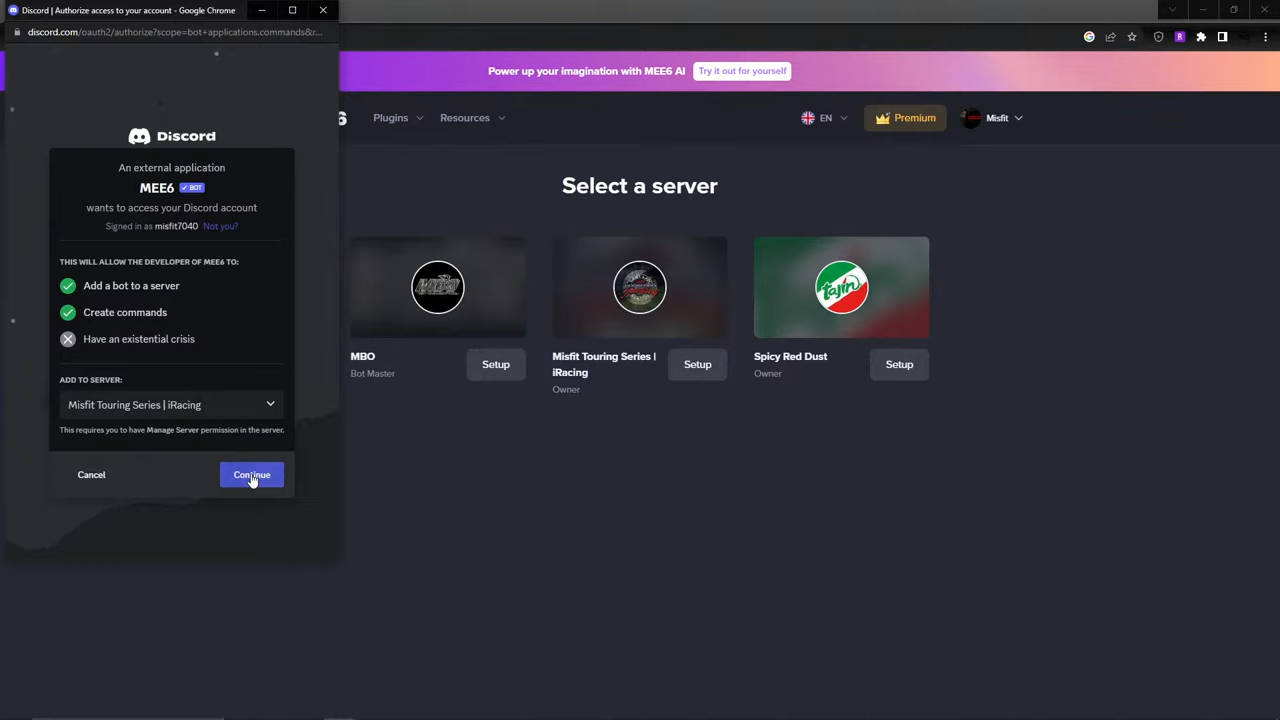 Discord | Authorize access to your account - Google Chrome
discord.com/oauth2/authorize?scope=bot+applications.commands&r...
Power up your imagination with MEE6 AI Try it out for yourself
6 Plugins Resources EN Premium Misfit
Discord
An external application
MEE6 ✓ BOT
wants to access your Discord account
Signed in as misfit7040 Not you?
THIS WILL ALLOW THE DEVELOPER OF MEE6 TO:
Add a bot to a server
Create commands
Have an existential crisis
ADD TO SERVER:
Misfit Touring Series | iRacing
This requires you to have Manage Server permission in the server.
Cancel Continue
Select a server
tajín
MBO
Bot Master
Setup
Misfit Touring Series |
iRacing
Owner
Setup
Spicy Red Dust
Owner
Setup